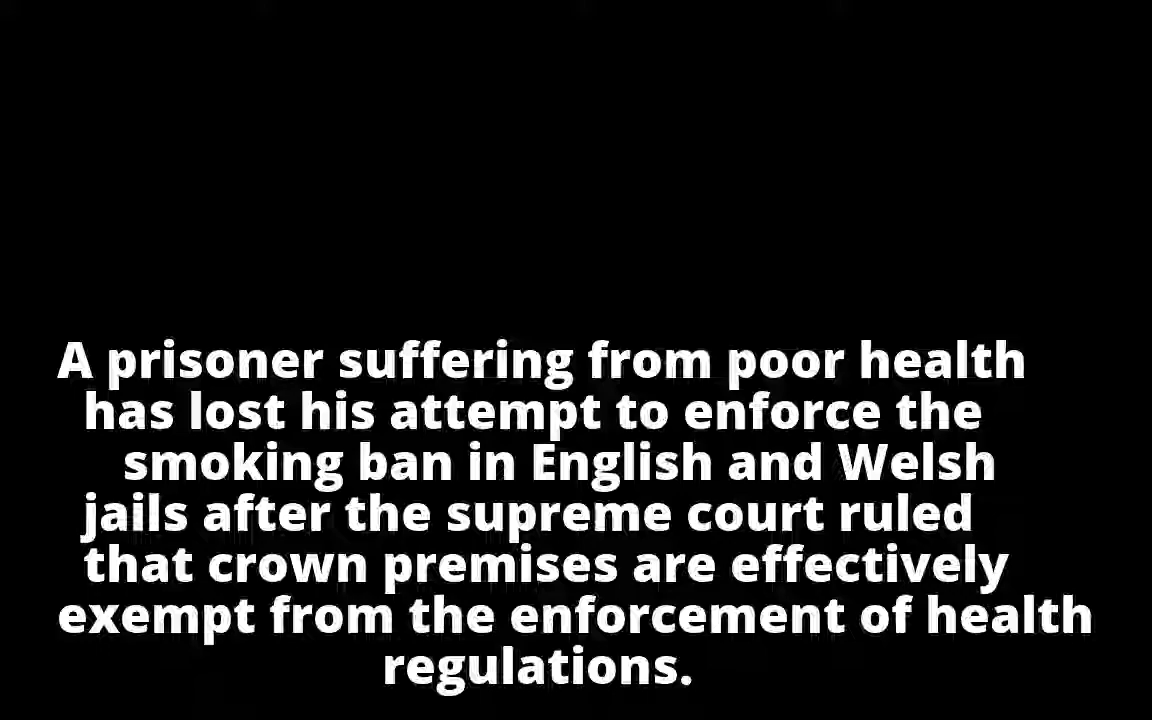 A prisoner suffering from poor health
has lost his attempt to enforce the
smoking ban in English and Welsh
jails after the supreme court ruled
that crown premises are effectively
exempt from the enforcement of health
regulations.